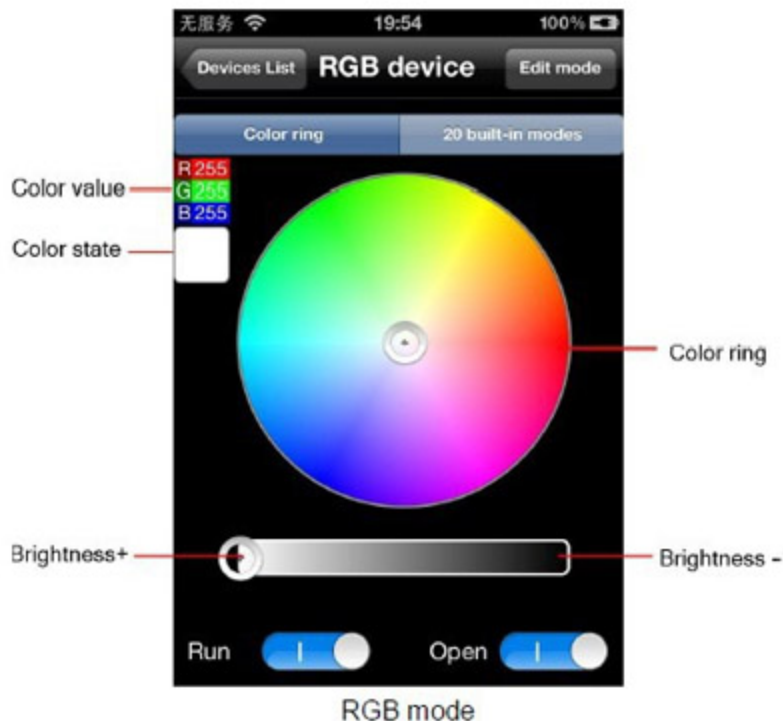 无服务 19:54 100%
Devices List RGB device Edit mode
Color ring 20 built-in modes
R 255
Color value G 255
B 255
Color state
Color ring
Brightness+ Brightness -
Run Open
RGB mode